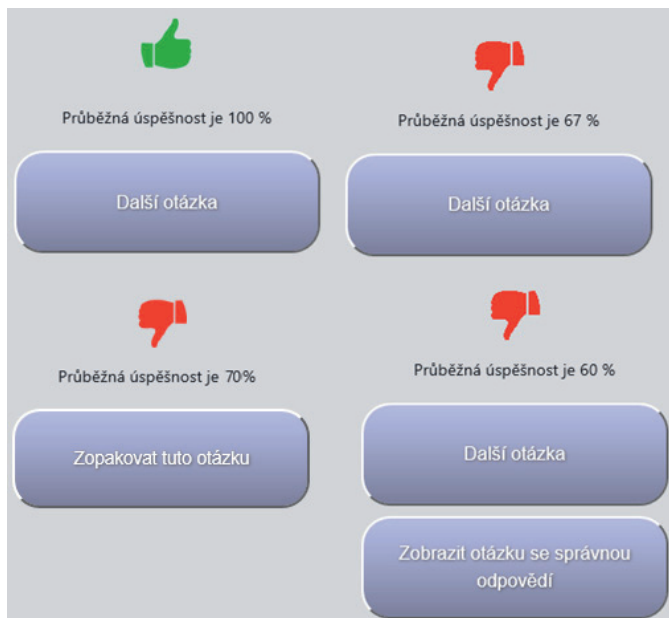 Průběžná úspěšnost je 100 %
Další otázka
Průběžná úspěšnost je 67 %
Další otázka
Průběžná úspěšnost je 70%
Zopakovat tuto otázku
Průběžná úspěšnost je 60 %
Další otázka
Zobrazit otázku se správnou
odpovědí